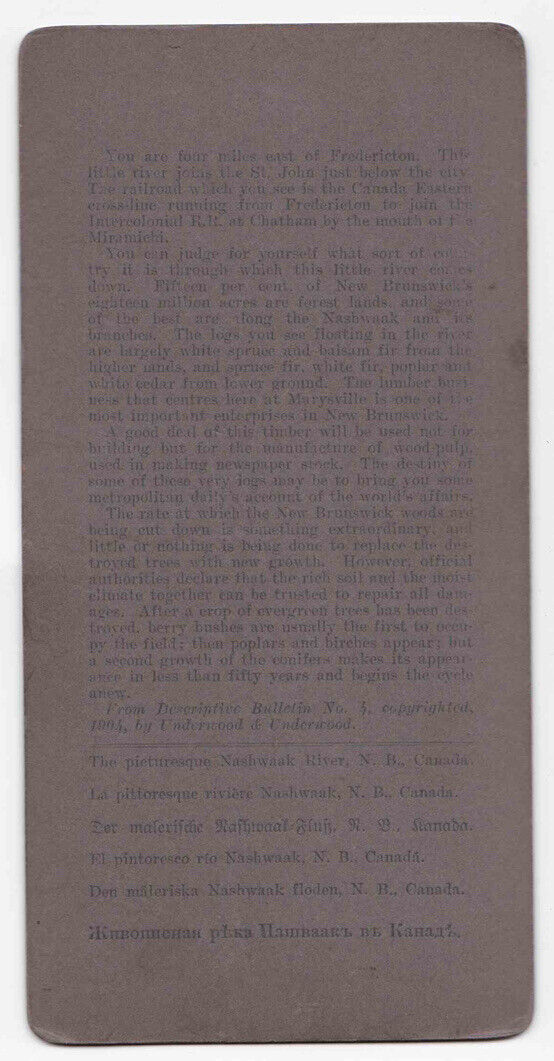 You are four miles east of Fredericton. This
little river joins the St. John just below the city.
The railroad which you see is the Canada Eastern
cross-line running from Fredericton to join the
Intercolonial R.R. at Chatham by the mouth of the
Miramichi.
You can judge for yourself what sort of coun-
try it is through which this little river comes
down. Fifteen per cent. of New Brunswick's
eighteen million acres are forest lands, and some
of the best are along the Nashwaak and its
branches. The logs you see floating in the river
are largely white spruce and balsam fir from the
higher lands, and spruce fir, white fir, poplar and
white cedar from lower ground. The lumber busi-
ness that centres here at Marysville is one of the
most important enterprises in New Brunswick.
A good deal of this timber will be used not for
building but for the manufacture of wood-pulp,
used in making newspaper stock. The destiny of
some of these very logs may be to bring you some
metropolitan daily's account of the world's affairs.
The rate at which the New Brunswick woods are
being cut down is something extraordinary, and
little or nothing is being done to replace the des-
troyed trees with new growth. However, official
authorities declare that the rich soil and the moist
climate together can be trusted to repair all dam-
ages. After a crop of evergreen trees has been des-
troyed, berry bushes are usually the first to occu-
py the field; then poplars and birches appear; but
a second growth of the conifers makes its appear-
ance in less than fifty years and begins the cycle
anew.
From Descriptive Bulletin No. 4, copyrighted,
1904, by Underwood & Underwood.
The picturesque Nashwaak River, N. B., Canada.
La pittoresque rivière Nashwaak, N. B., Canada.
Der malerische Nashwaak-Fluß, N. B., Kanada.
El pintoresco río Nashwaak, N. B., Canadá.
Den måleriska Nashwaak floden, N. B., Canada.
Живописная рѣка Нашваакъ въ Канадѣ.